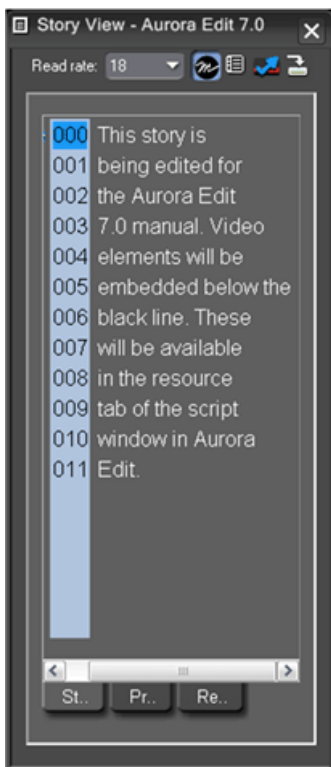 Story View - Aurora Edit 7.0
Read rate: 18
000 This story is
001 being edited for
002 the Aurora Edit
003 7.0 manual. Video
004 elements will be
005 embedded below the
006 black line. These
007 will be available
008 in the resource
009 tab of the script
010 window in Aurora
011 Edit.
St.. Pr.. Re..